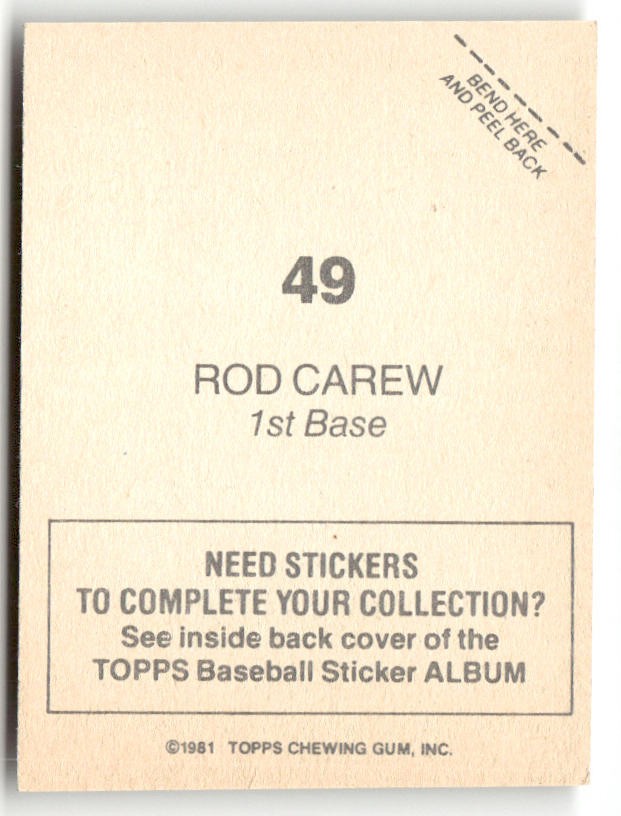 BEND HERE
AND PEEL BACK
49
ROD CAREW
1st Base
NEED STICKERS
TO COMPLETE YOUR COLLECTION?
See inside back cover of the
TOPPS Baseball Sticker ALBUM
©1981 TOPPS CHEWING GUM, INC.